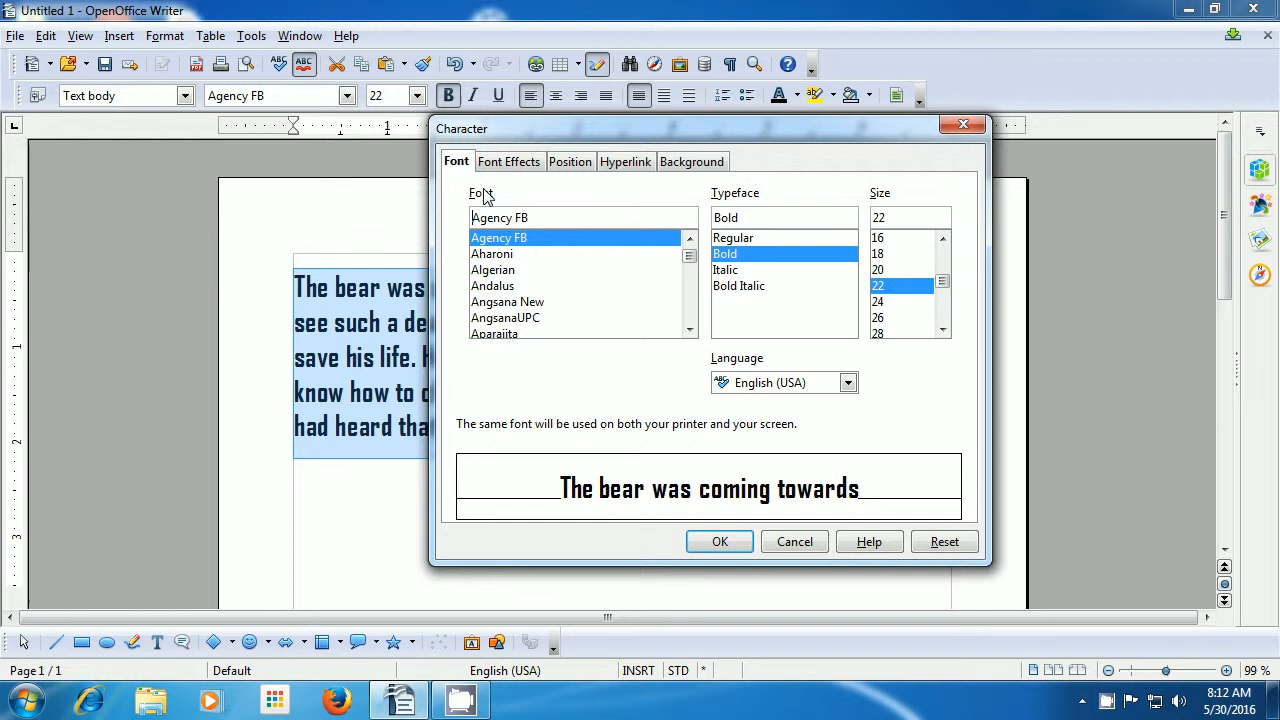 Untitled 1 - OpenOffice Writer
File Edit View Insert Format Table Tools Window Help
Text body Agency FB 22
Character
Font Font Effects Position Hyperlink Background
Font Typeface Size
Agency FB Bold 22
Agency FB Regular 16
Aharoni Bold 18
Algerian Italic 20
Andalus Bold Italic 22
Angsana New 24
AngsanaUPC 26
Aparajita 28
Language
English (USA)
The same font will be used on both your printer and your screen.
The bear was coming towards
OK Cancel Help Reset
The bear was
see such a de
save his life. H
know how to
had heard tha
Page 1 / 1 Default English (USA) INSRT STD * 99 %
8:12 AM
5/30/2016